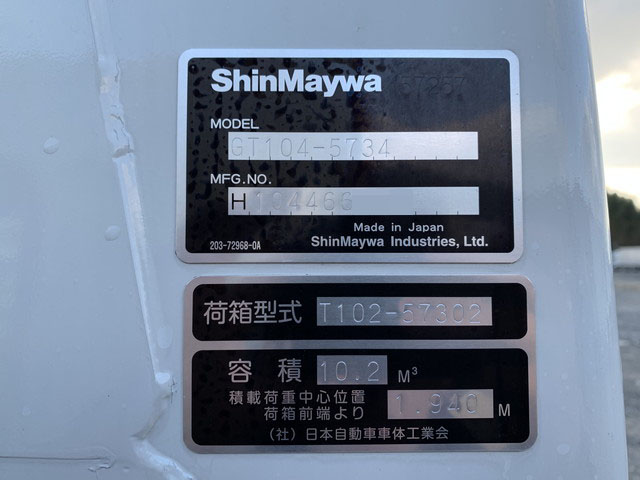 ShinMaywa
MODEL
GT104-5734
MFG.NO.
H104466
Made in Japan
203-72968-0A
ShinMaywa Industries, Ltd.
荷箱型式 T102-57302
容積 10.2 M³
積載荷重中心位置
荷箱前端より 1.940 M
(社)日本自動車車体工業会